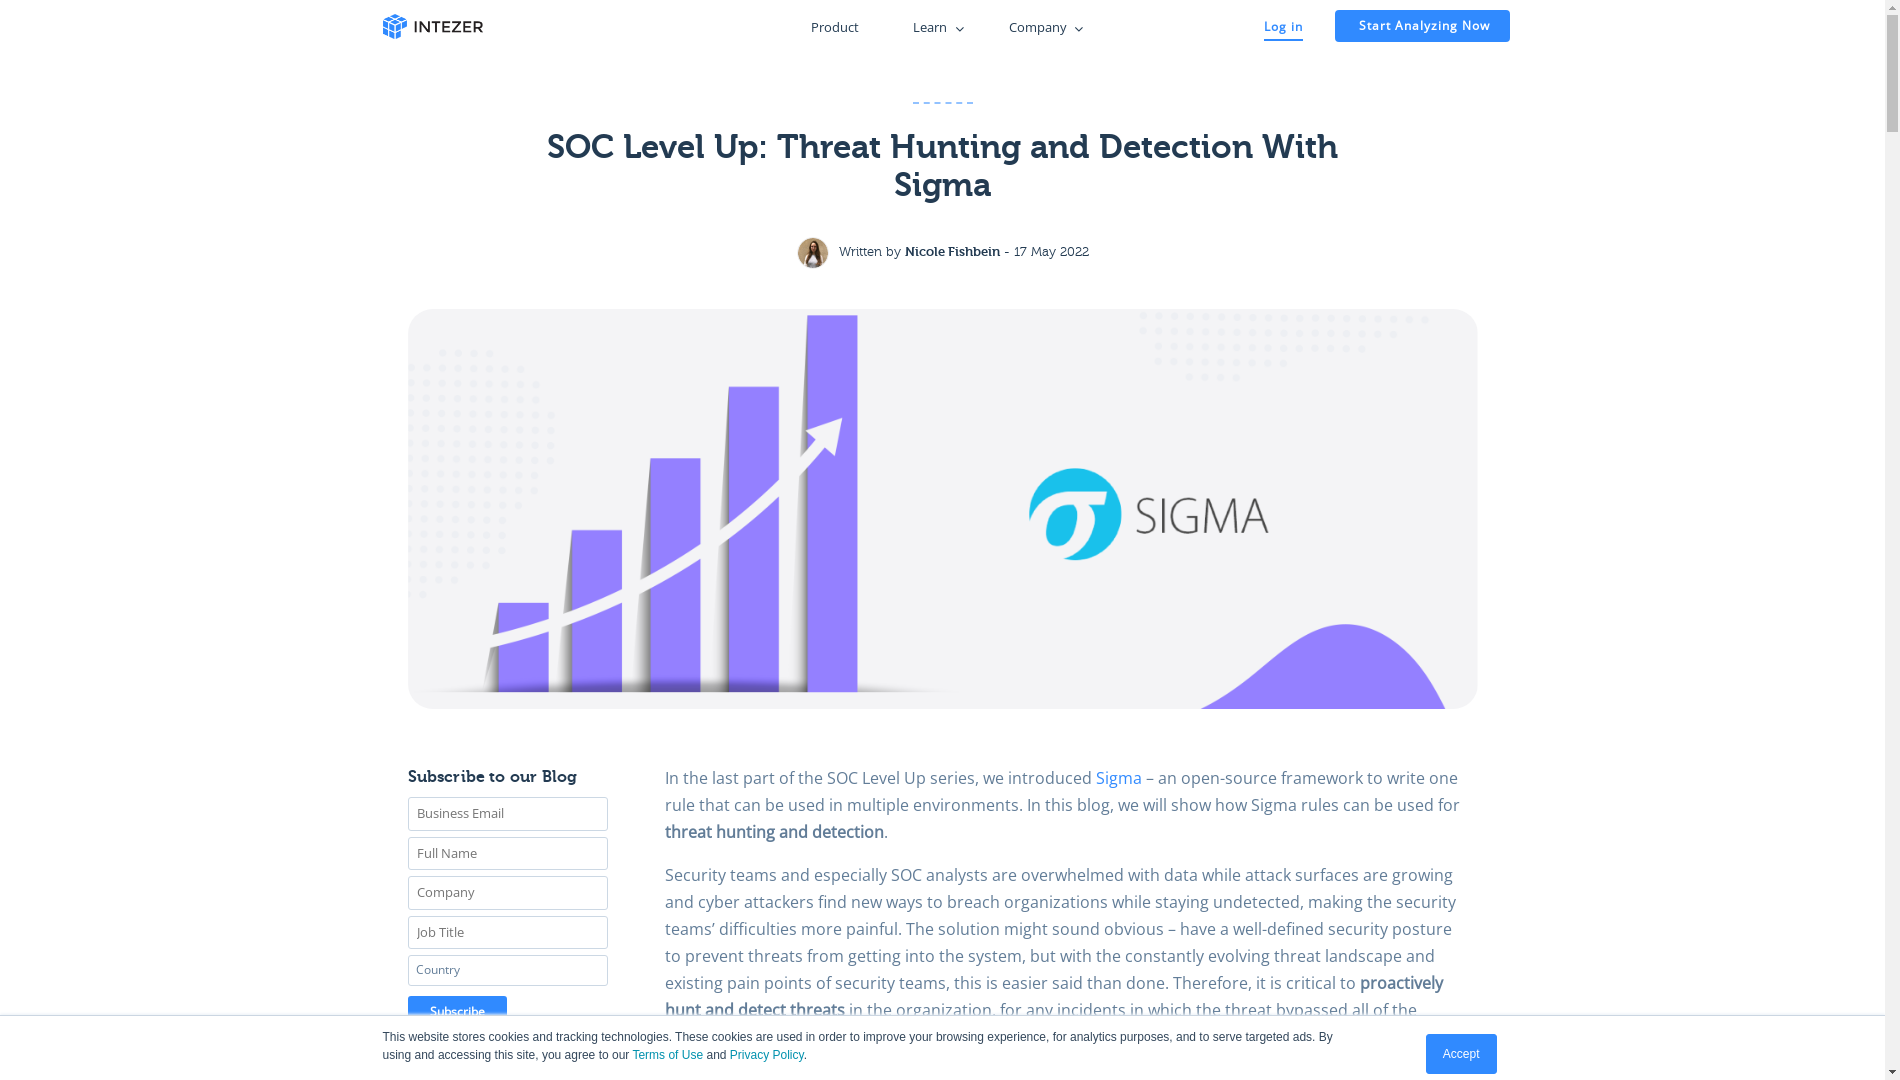 INTEZER
Product
Learn
Company
Log in
Start Analyzing Now
SOC Level Up: Threat Hunting and Detection With
Sigma
Written by Nicole Fishbein - 17 May 2022
SIGMA
Subscribe to our Blog
Business Email
Full Name
Company
Job Title
Country
Subscribe
In the last part of the SOC Level Up series, we introduced Sigma – an open-source framework to write one
rule that can be used in multiple environments. In this blog, we will show how Sigma rules can be used for
threat hunting and detection.
Security teams and especially SOC analysts are overwhelmed with data while attack surfaces are growing
and cyber attackers find new ways to breach organizations while staying undetected, making the security
teams’ difficulties more painful. The solution might sound obvious – have a well-defined security posture
to prevent threats from getting into the system, but with the constantly evolving threat landscape and
existing pain points of security teams, this is easier said than done. Therefore, it is critical to proactively
hunt and detect threats in the organization, for any incidents in which the threat bypassed all of the
This website stores cookies and tracking technologies. These cookies are used in order to improve your browsing experience, for analytics purposes, and to serve targeted ads. By
using and accessing this site, you agree to our Terms of Use and Privacy Policy.
Accept